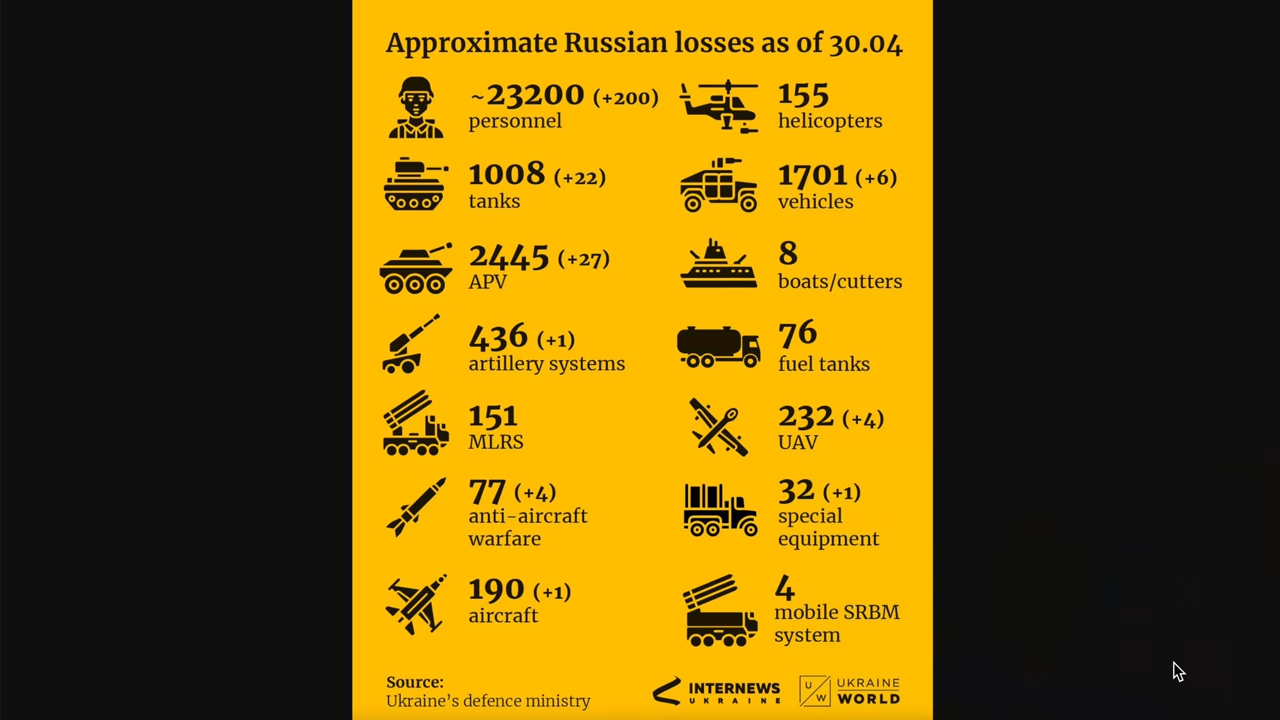 Approximate Russian losses as of 30.04
~23200 (+200)
personnel
155
helicopters
1008 (+22)
tanks
1701 (+6)
vehicles
2445 (+27)
APV
8
boats/cutters
436 (+1)
artillery systems
76
fuel tanks
151
MLRS
232 (+4)
UAV
77 (+4)
anti-aircraft
warfare
32 (+1)
special
equipment
190 (+1)
aircraft
4
mobile SRBM
system
Source:
Ukraine's defence ministry
INTERNEWS
UKRAINE
U
W
UKRAINE
WORLD